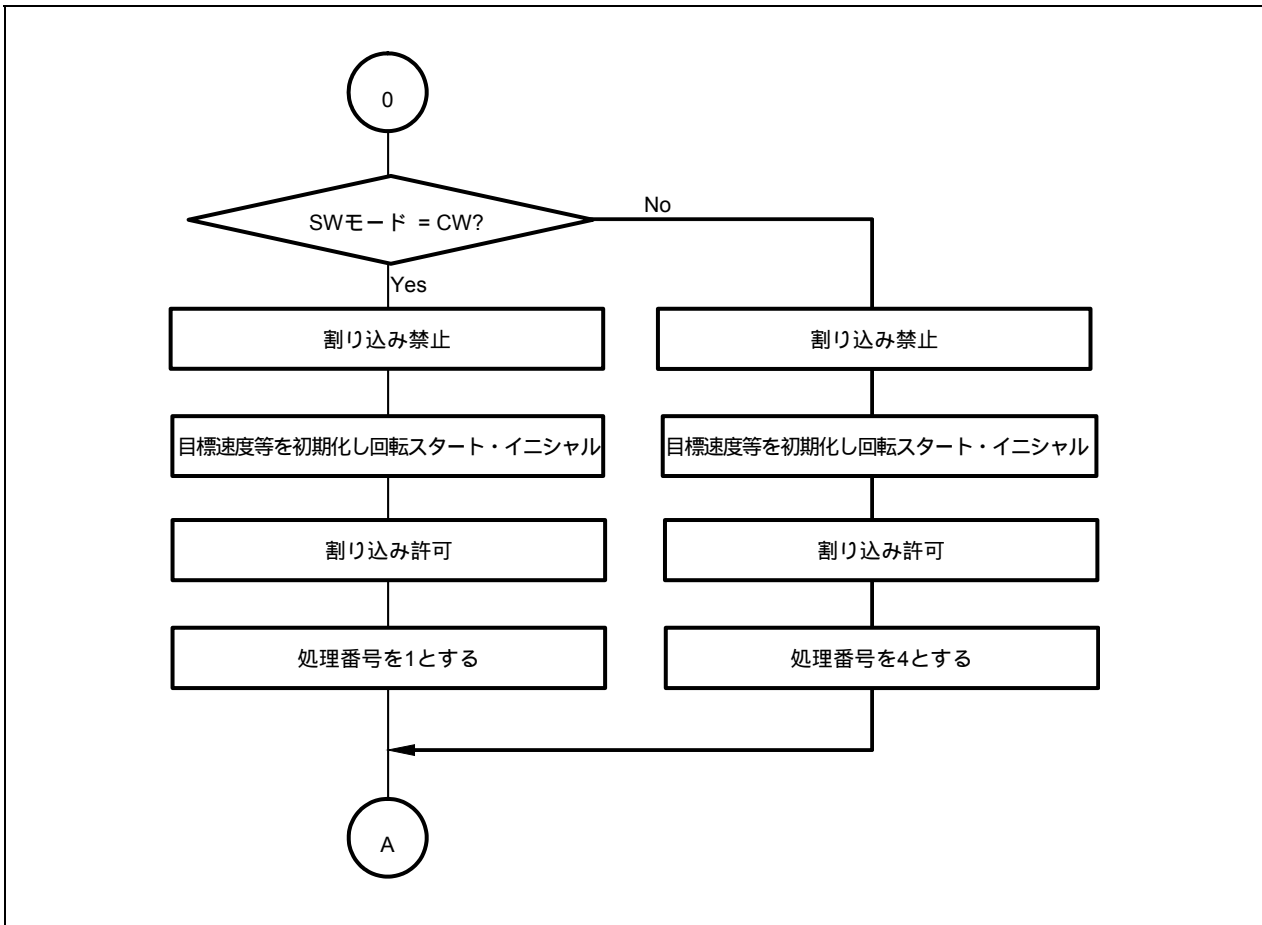 0
SWモード = CW?
No
Yes
割り込み禁止
割り込み禁止
目標速度等を初期化し回転スタート・イニシャル
目標速度等を初期化し回転スタート・イニシャル
割り込み許可
割り込み許可
処理番号を1とする
処理番号を4とする
A